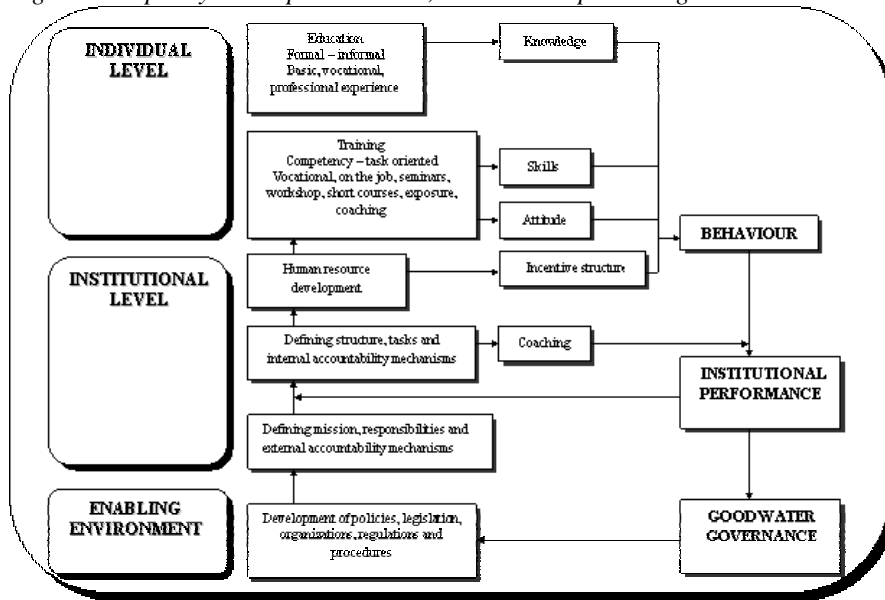 INDIVIDUAL
LEVEL
Education
Formal – informal
Basic, vocational,
professional experience
Knowledge
Training
Competency – task oriented
Vocational, on the job, seminars,
workshop, short courses, exposure,
coaching
Skills
Attitude
BEHAVIOUR
INSTITUTIONAL
LEVEL
Human resource
development
Incentive structure
Defining structure, tasks and
internal accountability mechanisms
Coaching
INSTITUTIONAL
PERFORMANCE
Defining mission, responsibilities and
external accountability mechanisms
ENABLING
ENVIRONMENT
Development of policies, legislation,
organizations, regulations and
procedures
GOOD WATER
GOVERNANCE